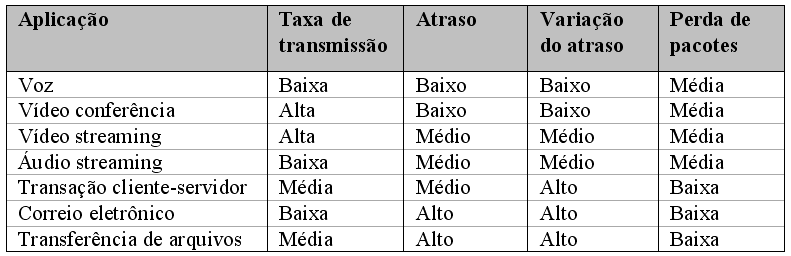 Aplicação Taxa de transmissão Atraso Variação do atraso Perda de pacotes
Voz Baixa Baixo Baixo Média
Vídeo conferência Alta Baixo Baixo Média
Vídeo streaming Alta Médio Médio Média
Áudio streaming Baixa Médio Médio Média
Transação cliente-servidor Média Médio Alto Baixa
Correio eletrônico Baixa Alto Alto Baixa
Transferência de arquivos Média Alto Alto Baixa